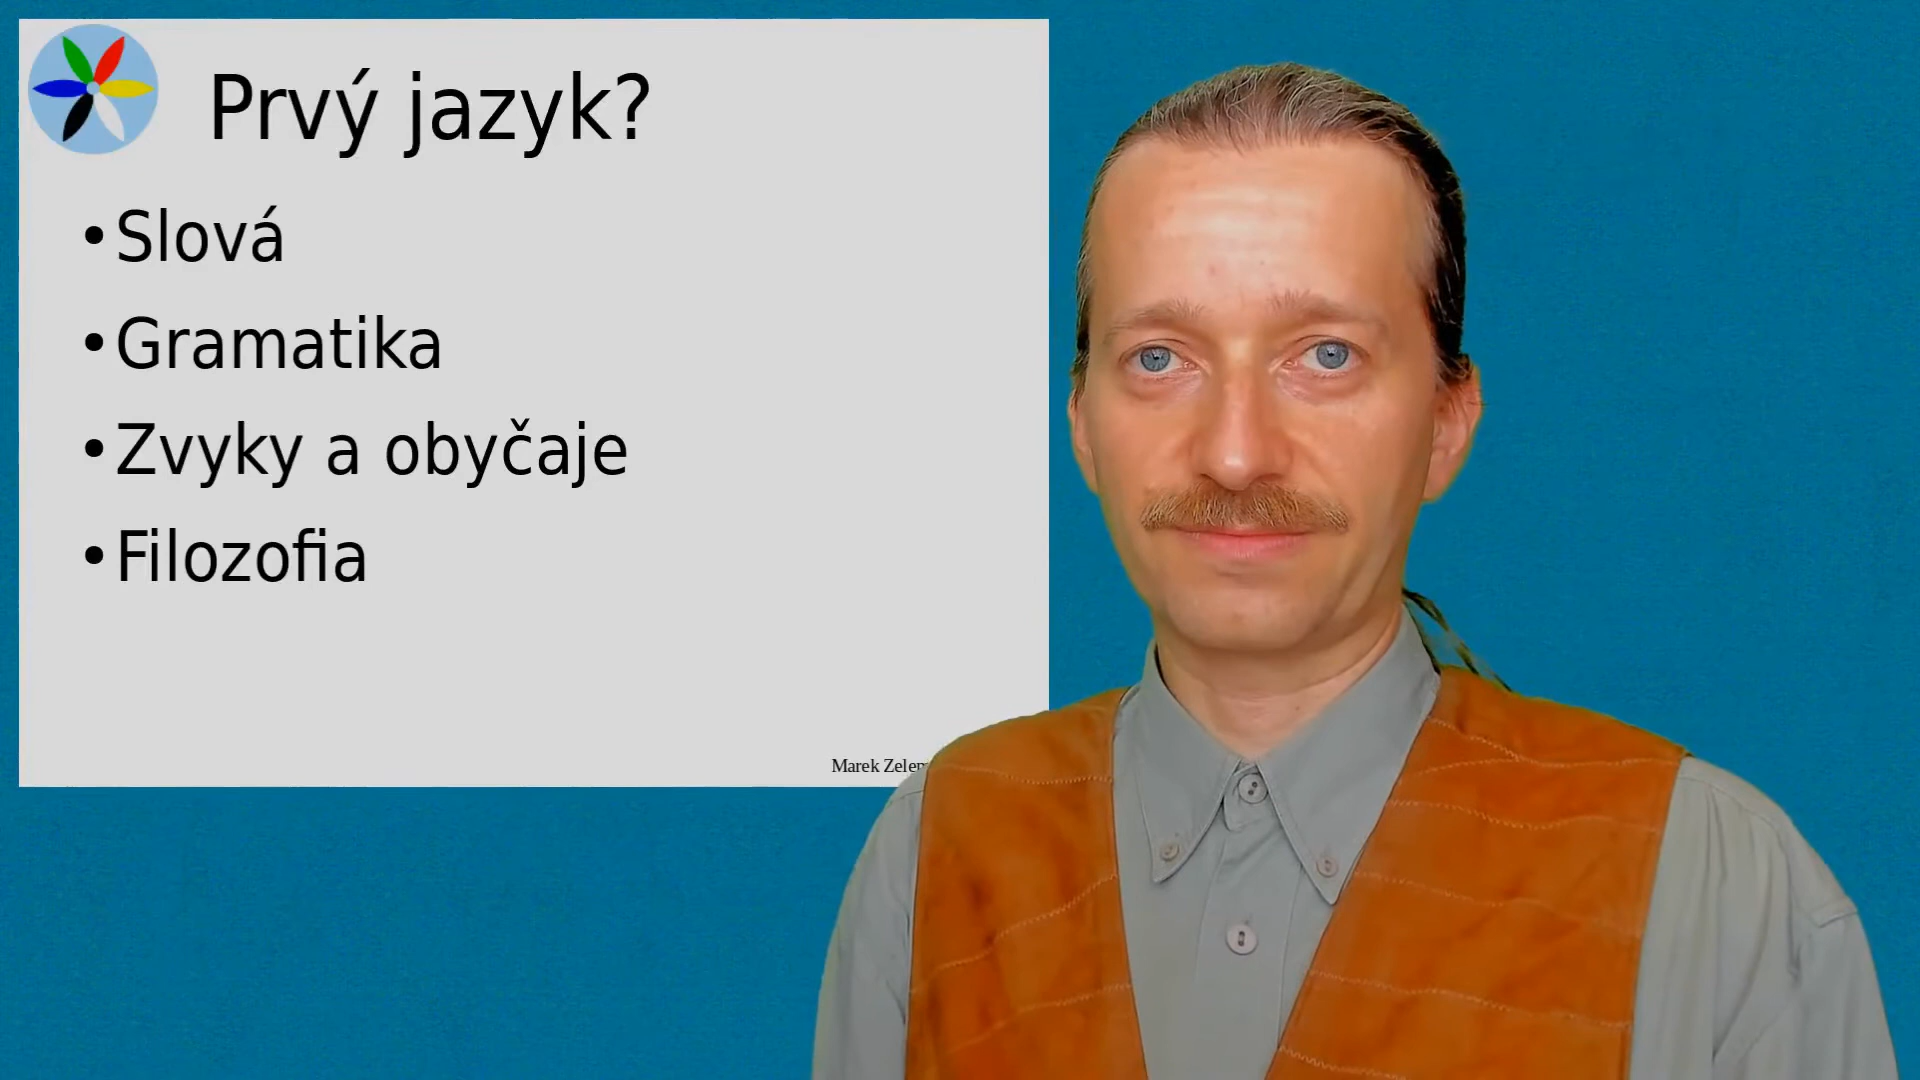 Prvý jazyk?
• Slová
• Gramatika
• Zvyky a obyčaje
• Filozofia
Marek